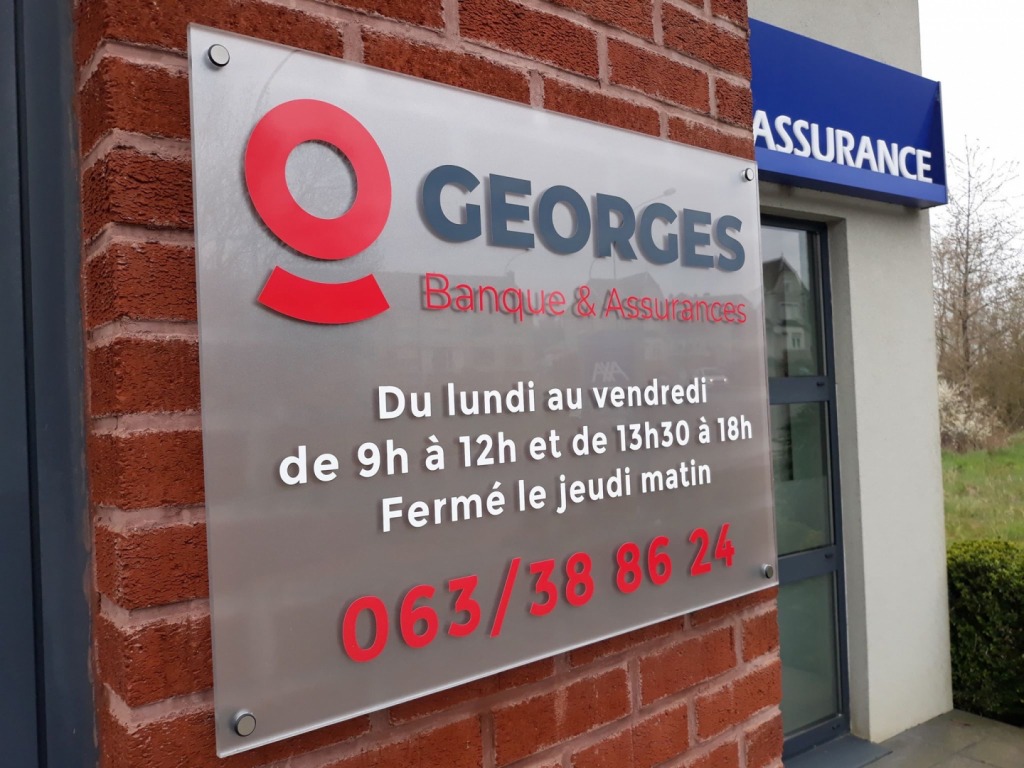 GEORGES
Banque & Assurances
Du lundi au vendredi
de 9h à 12h et de 13h30 à 18h
Fermé le jeudi matin
063/38 86 24
ASSURANCE
AXA